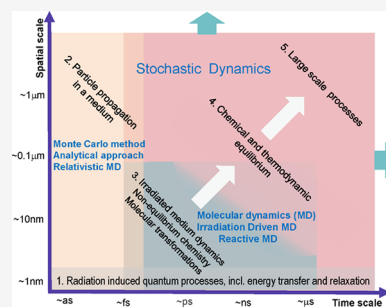 Spatial scale
~1μm
~0.1μm
~10nm
~1nm
2. Particle propagation
in a medium
Stochastic Dynamics
5. Large scale processes
4. Chemical and thermodynamic
equilibrium
Monte Carlo method
Analytical approach
Relativistic MD
3. Irradiated medium dynamics
Non-equilibrium chemistry
Molecular transformations
Molecular dynamics (MD)
Irradiation Driven MD
Reactive MD
1. Radiation induced quantum processes, incl. energy transfer and relaxation
~as
~fs
~ps
~ns
~μs
Time scale